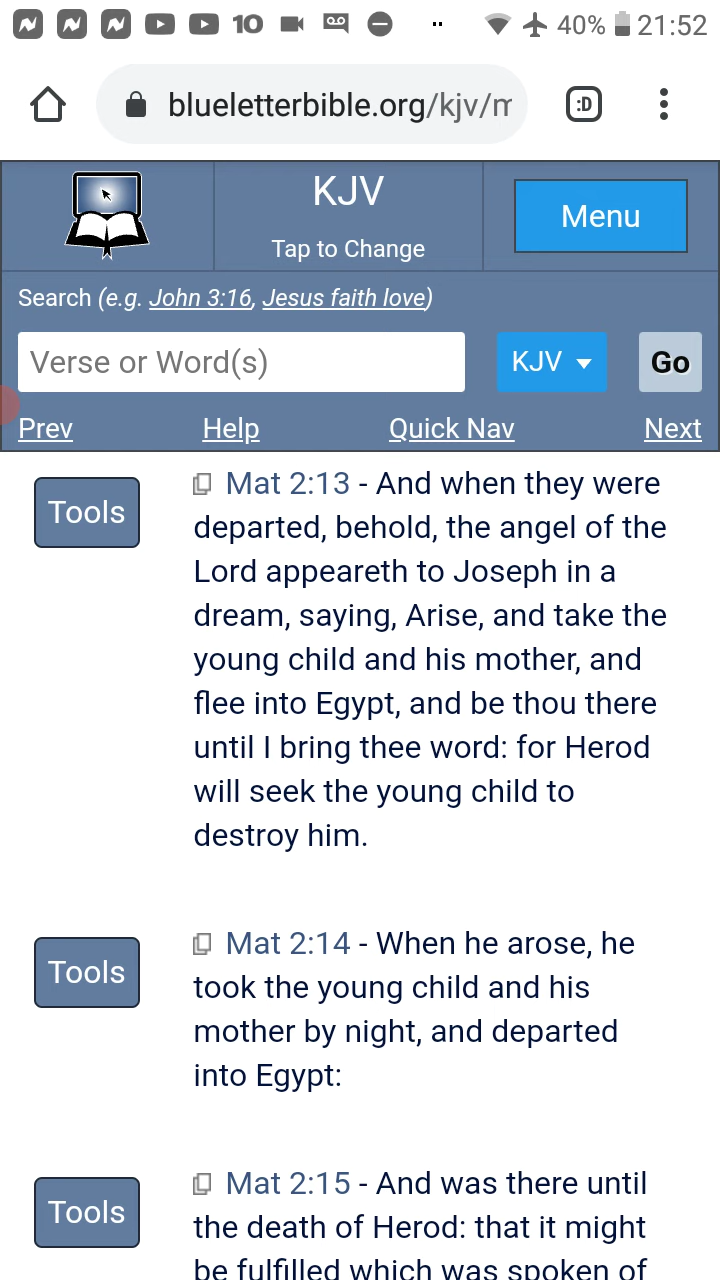 10 40% 21:52
blueletterbible.org/kjv/m :D
KJV
Tap to Change
Menu
Search (e.g. John 3:16, Jesus faith love)
Verse or Word(s) KJV Go
Prev Help Quick Nav Next
Tools
Mat 2:13 - And when they were
departed, behold, the angel of the
Lord appeareth to Joseph in a
dream, saying, Arise, and take the
young child and his mother, and
flee into Egypt, and be thou there
until I bring thee word: for Herod
will seek the young child to
destroy him.
Tools
Mat 2:14 - When he arose, he
took the young child and his
mother by night, and departed
into Egypt:
Tools
Mat 2:15 - And was there until
the death of Herod: that it might
be fulfilled which was spoken of